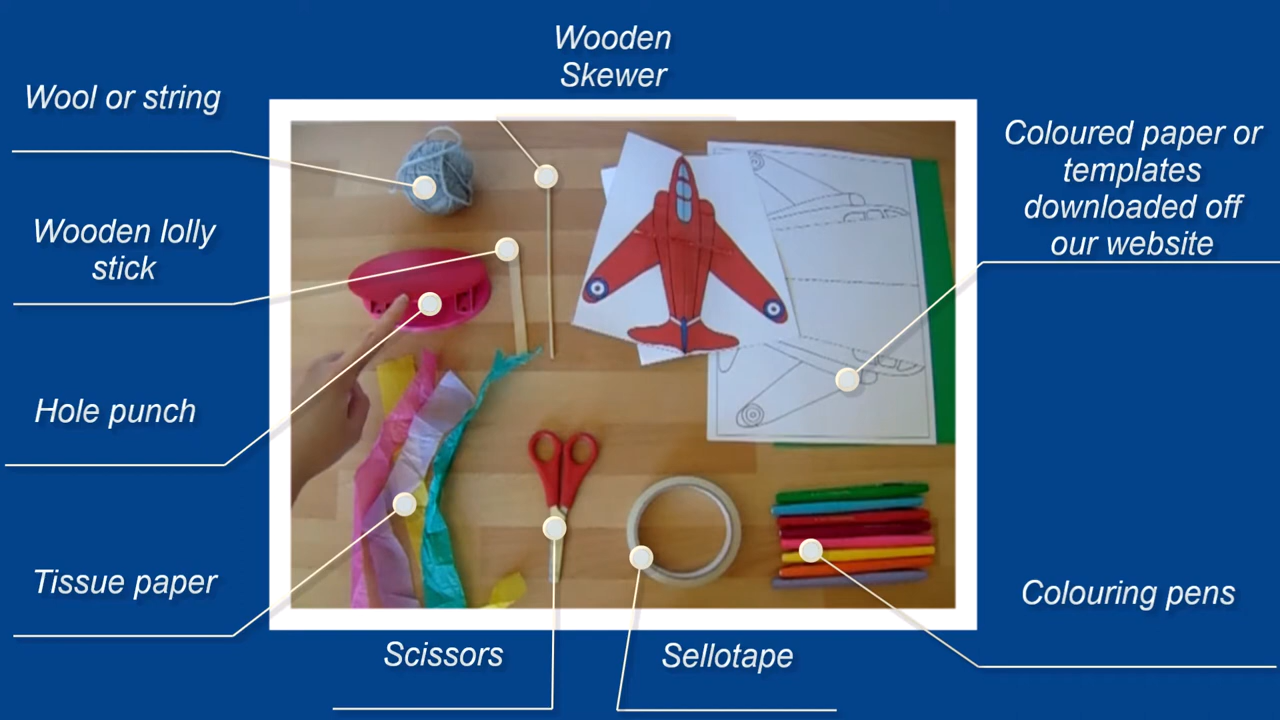 Wooden
Skewer
Wool or string
Coloured paper or
templates
downloaded off
our website
Wooden lolly
stick
Hole punch
Tissue paper
Colouring pens
Scissors
Sellotape